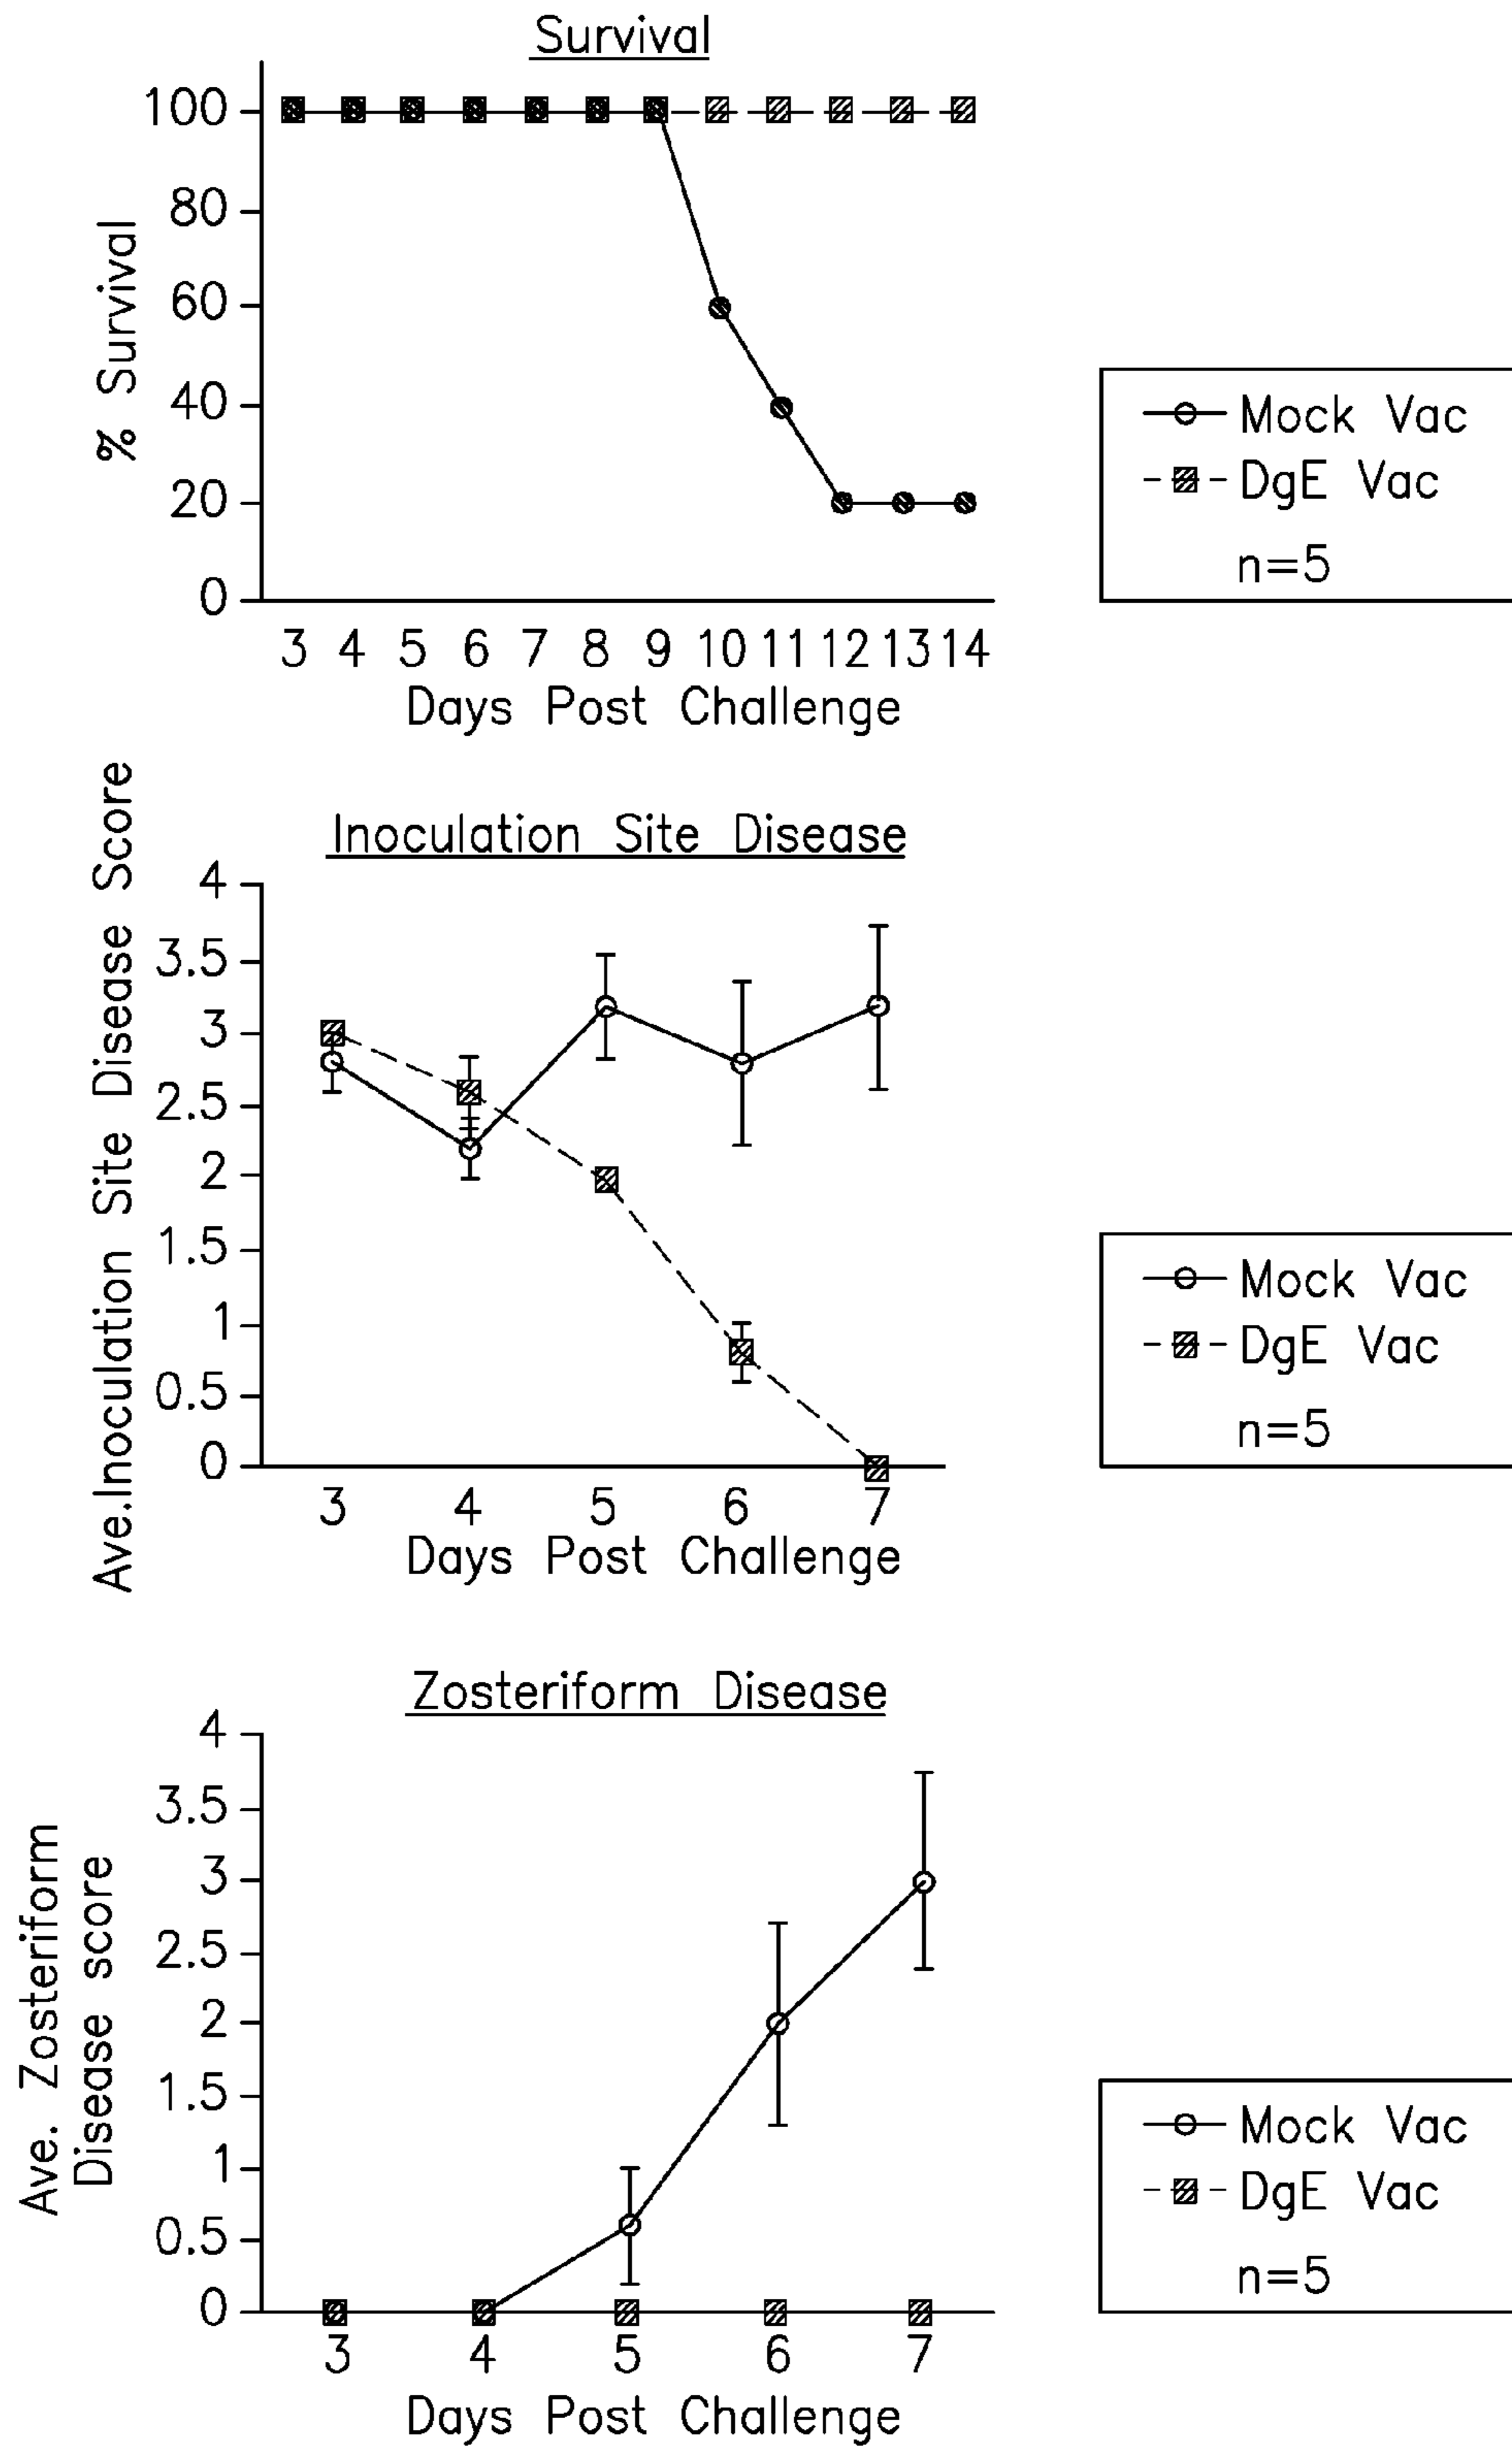 Survival
% Survival
100
80
60
40
20
0
3 4 5 6 7 8 9 10 11 12 13 14
Days Post Challenge
Mock Vac
DgE Vac
n=5
Inoculation Site Disease
Ave.Inoculation Site Disease Score
4
3.5
3
2.5
2
1.5
1
0.5
0
3 4 5 6 7
Days Post Challenge
Mock Vac
DgE Vac
n=5
Zosteriform Disease
Ave. Zosteriform
Disease score
4
3.5
3
2.5
2
1.5
1
0.5
0
3 4 5 6 7
Days Post Challenge
Mock Vac
DgE Vac
n=5